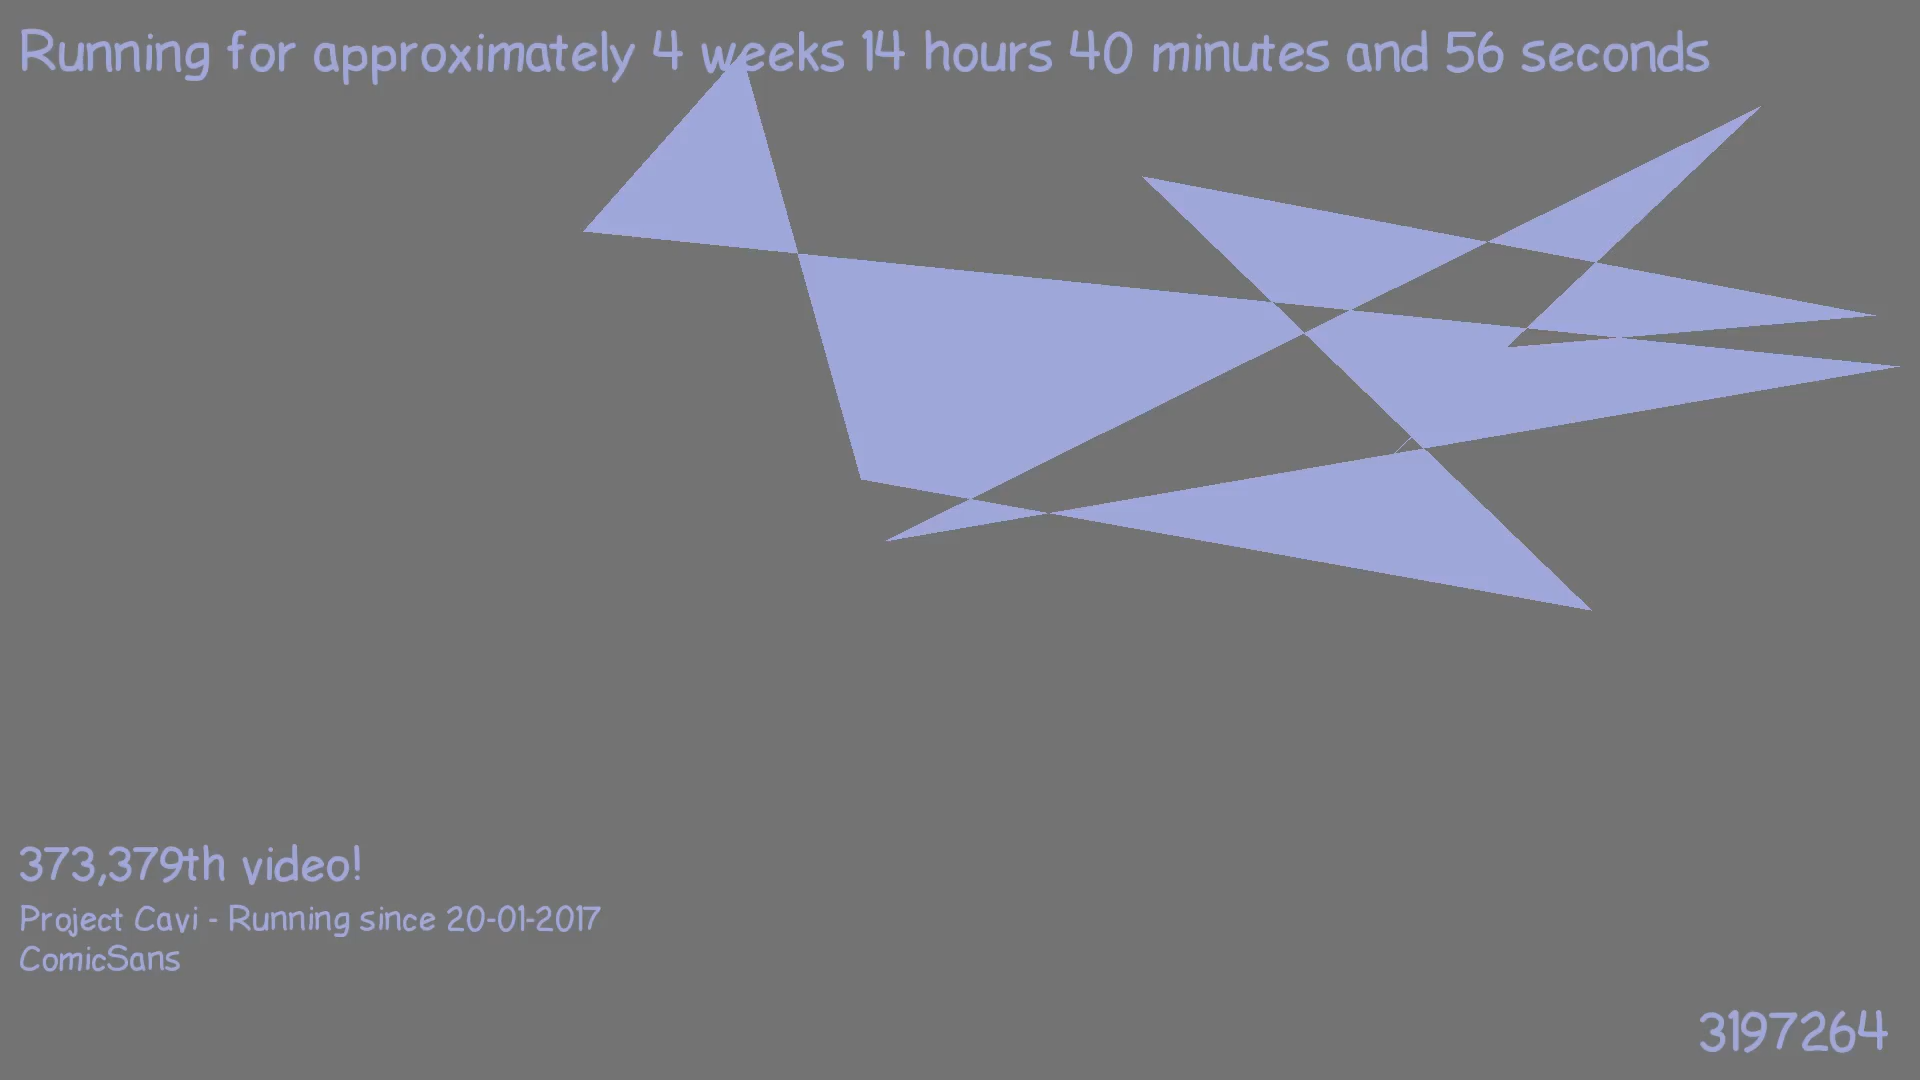 Running for approximately 4 weeks 14 hours 40 minutes and 56 seconds
373,379th video!
Project Cavi - Running since 20-01-2017
ComicSans
3197264